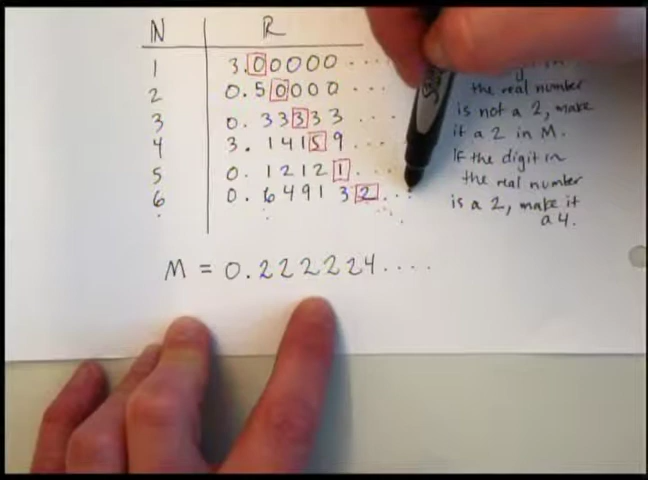 N R
1 3.00000....
2 0.50000...
3 0.33333...
4 3.14159...
5 0.12121...
6 0.649132...
M = 0.222224....
in
the real number
is not a 2, make
it a 2 in M.
If the digit in
the real number
is a 2, make it
a 4.